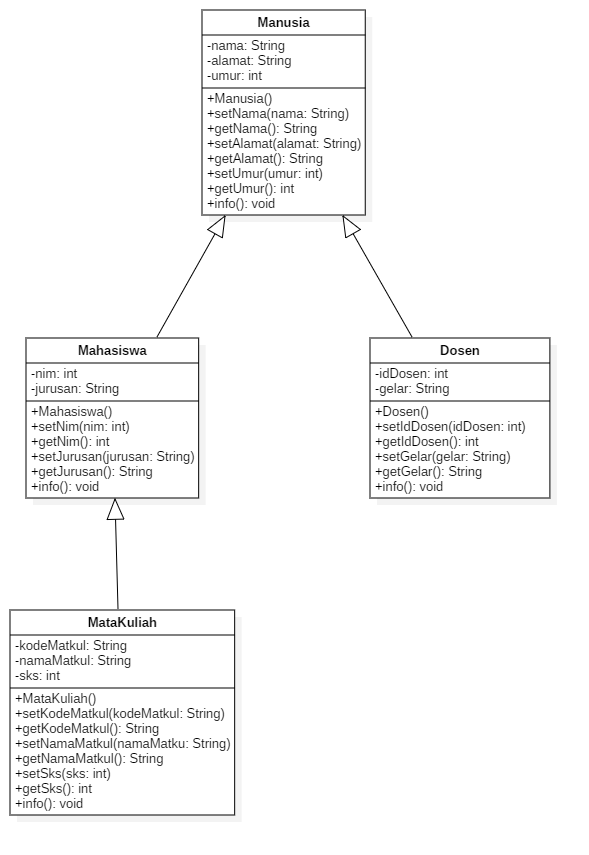 Manusia
-nama: String
-alamat: String
-umur: int
+Manusia()
+setNama(nama: String)
+getNama(): String
+setAlamat(alamat: String)
+getAlamat(): String
+setUmur(umur: int)
+getUmur(): int
+info(): void
Mahasiswa
-nim: int
-jurusan: String
+Mahasiswa()
+setNim(nim: int)
+getNim(): int
+setJurusan(jurusan: String)
+getJurusan(): String
+info(): void
Dosen
-idDosen: int
-gelar: String
+Dosen()
+setIdDosen(idDosen: int)
+getIdDosen(): int
+setGelar(gelar: String)
+getGelar(): String
+info(): void
MataKuliah
-kodeMatkul: String
-namaMatkul: String
-sks: int
+MataKuliah()
+setKodeMatkul(kodeMatkul: String)
+getKodeMatkul(): String
+setNamaMatkul(namaMatku: String)
+getNamaMatkul(): String
+setSks(sks: int)
+getSks(): int
+info(): void